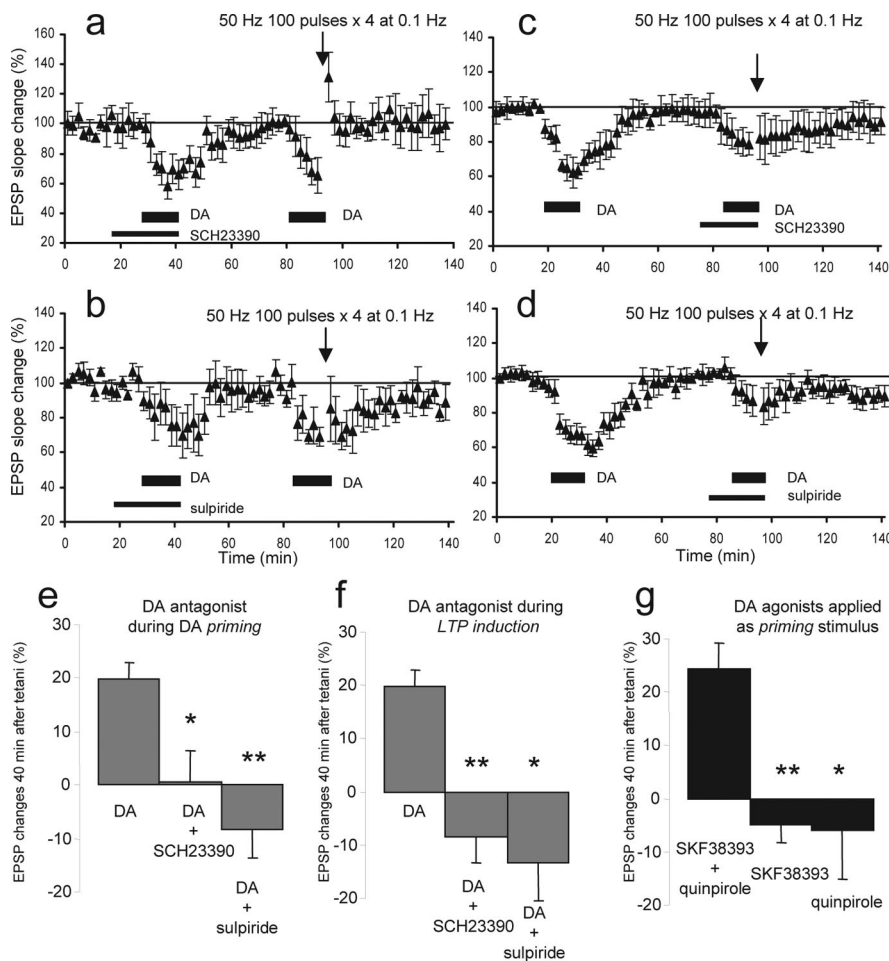 a
50 Hz 100 pulses x 4 at 0.1 Hz
EPSP slope change (%)
160
140
120
100
80
60
40
20
DA
SCH23390
DA
0 20 40 60 80 100 120 140
c
50 Hz 100 pulses x 4 at 0.1 Hz
140
120
100
80
60
40
20
DA
DA
SCH23390
0 20 40 60 80 100 120 140
b
50 Hz 100 pulses x 4 at 0.1 Hz
EPSP slope change (%)
140
120
100
80
60
40
20
0
DA
sulpiride
DA
0 20 40 60 80 100 120 140
Time (min)
d
50 Hz 100 pulses x 4 at 0.1 Hz
140
120
100
80
60
40
20
DA
DA
sulpiride
0 20 40 60 80 100 120 140
Time (min)
e
DA antagonist
during DA priming
EPSP changes 40 min after tetani (%)
30
20
10
0
-10
-20
*
**
DA
DA
+
SCH23390
DA
+
sulpiride
f
DA antagonist during
LTP induction
EPSP changes 40 min after tetani (%)
30
20
10
0
-10
-20
**
*
DA
DA
+
SCH23390
DA
+
sulpiride
g
DA agonists applied
as priming stimulus
EPSP changes 40 min after tetani (%)
30
20
10
0
-10
-20
**
*
SKF38393
+
quinpirole
SKF38393
quinpirole